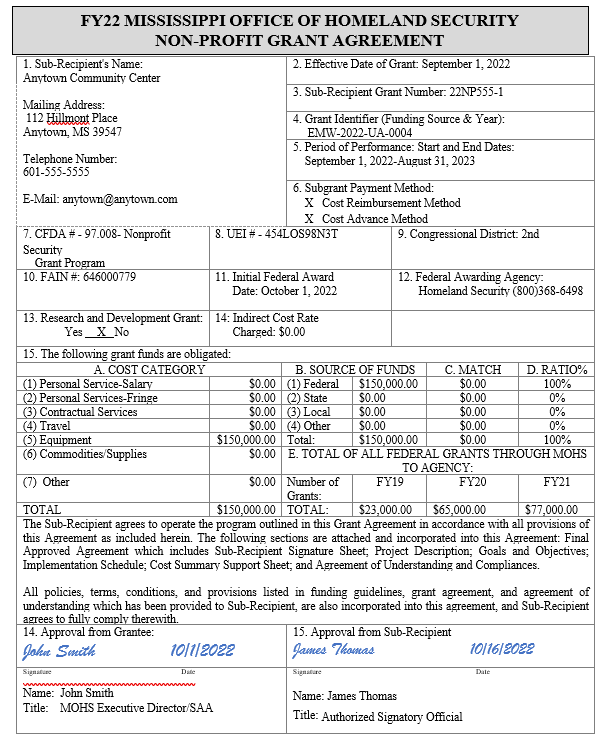 FY22 MISSISSIPPI OFFICE OF HOMELAND SECURITY
NON-PROFIT GRANT AGREEMENT
1. Sub-Recipient's Name:
Anytown Community Center
Mailing Address:
112 Hillmont Place
Anytown, MS 39547
Telephone Number:
601-555-5555
E-Mail: anytown@anytown.com
2. Effective Date of Grant: September 1, 2022
3. Sub-Recipient Grant Number: 22NP555-1
4. Grant Identifier (Funding Source & Year):
EMW-2022-UA-0004
5. Period of Performance: Start and End Dates:
September 1, 2022-August 31, 2023
6. Subgrant Payment Method:
X Cost Reimbursement Method
X Cost Advance Method
7. CFDA # - 97.008- Nonprofit
Security
Grant Program
8. UEI # - 454LOS98N3T
9. Congressional District: 2nd
10. FAIN #: 646000779
11. Initial Federal Award
Date: October 1, 2022
12. Federal Awarding Agency:
Homeland Security (800)368-6498
13. Research and Development Grant:
Yes __X__No
14: Indirect Cost Rate
Charged: $0.00
15. The following grant funds are obligated:
A. COST CATEGORY B. SOURCE OF FUNDS C. MATCH D. RATIO%
(1) Personal Service-Salary $0.00 (1) Federal $150,000.00 $0.00 100%
(2) Personal Services-Fringe $0.00 (2) State $0.00 $0.00 0%
(3) Contractual Services $0.00 (3) Local $0.00 $0.00 0%
(4) Travel $0.00 (4) Other $0.00 $0.00 0%
(5) Equipment $150,000.00 Total: $150,000.00 $0.00 100%
(6) Commodities/Supplies $0.00 E. TOTAL OF ALL FEDERAL GRANTS THROUGH MOHS
TO AGENCY:
(7) Other $0.00 Number of FY19 FY20 FY21
Grants:
TOTAL $150,000.00 TOTAL: $23,000.00 $65,000.00 $77,000.00
The Sub-Recipient agrees to operate the program outlined in this Grant Agreement in accordance with all provisions of
this Agreement as included herein. The following sections are attached and incorporated into this Agreement: Final
Approved Agreement which includes Sub-Recipient Signature Sheet; Project Description; Goals and Objectives;
Implementation Schedule; Cost Summary Support Sheet; and Agreement of Understanding and Compliances.
All policies, terms, conditions, and provisions listed in funding guidelines, grant agreement, and agreement of
understanding which has been provided to Sub-Recipient, are also incorporated into this agreement, and Sub-Recipient
agrees to fully comply therewith.
14. Approval from Grantee:
John Smith 10/1/2022
Signature Date
Name: John Smith
Title: MOHS Executive Director/SAA
15. Approval from Sub-Recipient
James Thomas 10/16/2022
Signature Date
Name: James Thomas
Title: Authorized Signatory Official